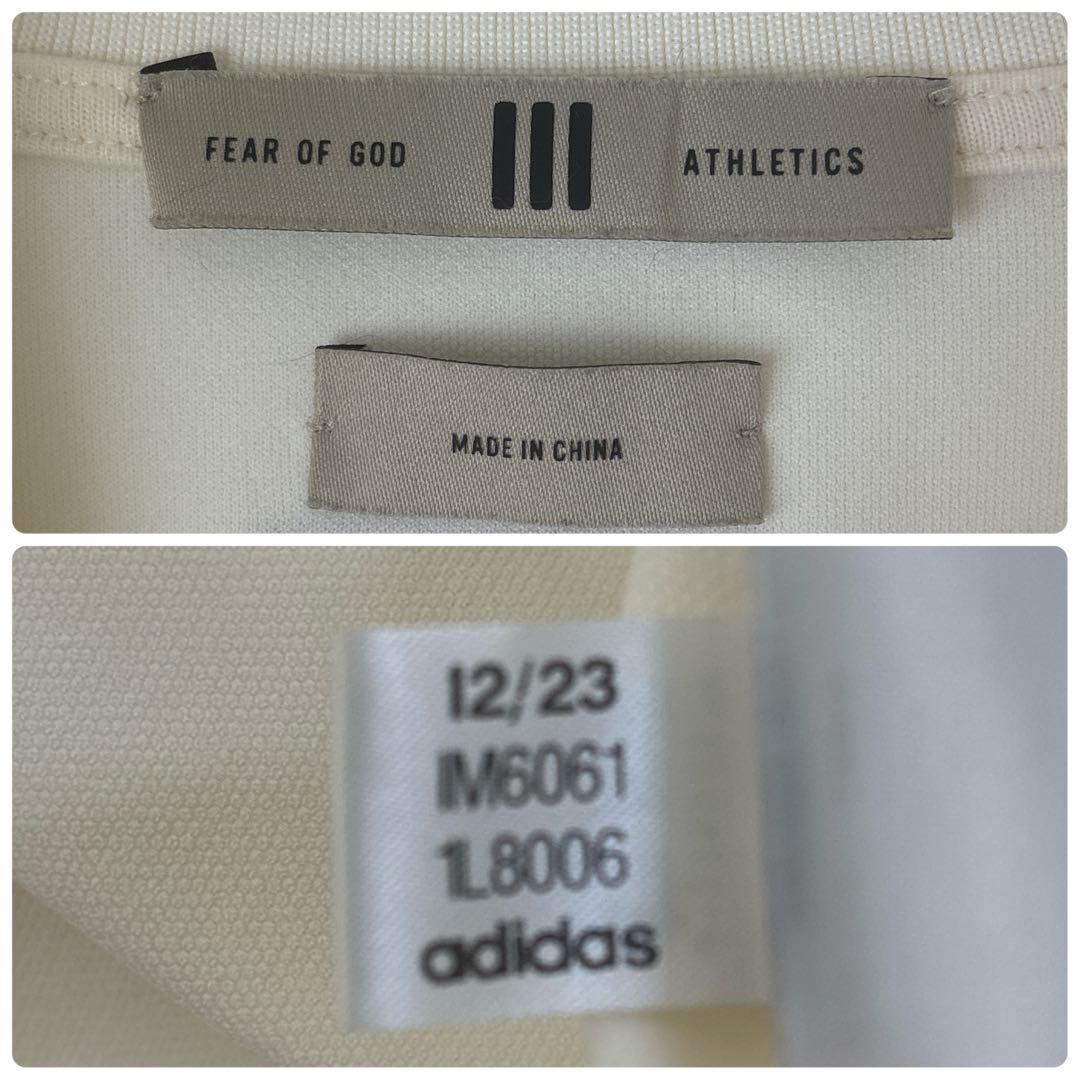 FEAR OF GOD ATHLETICS
MADE IN CHINA
12/23
IM6061
1L8006
adidas